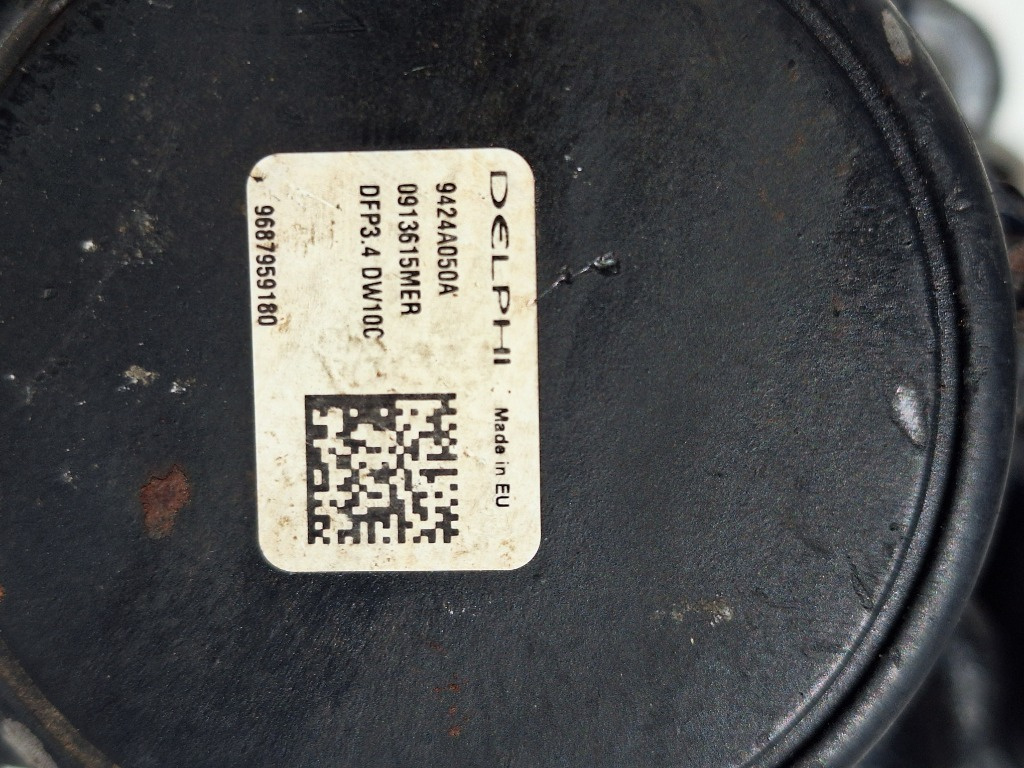 DELPHI Made in EU
9424A050A
0913615MER
DFP3.4 DW10C
9687959180